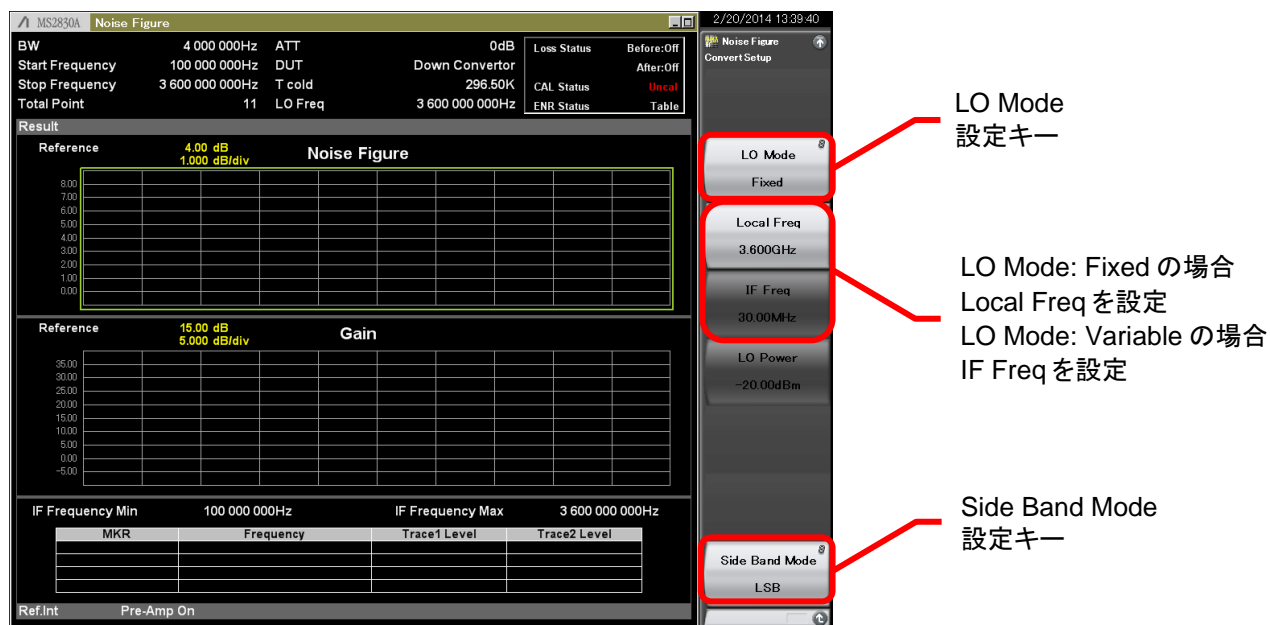 MS2830A Noise Figure
2/20/2014 13:39:40
BW 4 000 000Hz ATT 0dB Loss Status Before:Off
Start Frequency 100 000 000Hz DUT Down Convertor After:Off
Stop Frequency 3 600 000 000Hz T cold 296.50K CAL Status Uncal
Total Point 11 LO Freq 3 600 000 000Hz ENR Status Table
Result
Reference 4.00 dB
1.000 dB/div
Noise Figure
8.00
7.00
6.00
5.00
4.00
3.00
2.00
1.00
0.00
Reference 15.00 dB
5.000 dB/div
Gain
35.00
30.00
25.00
20.00
15.00
10.00
5.00
0.00
-5.00
IF Frequency Min 100 000 000Hz IF Frequency Max 3 600 000 000Hz
MKR Frequency Trace1 Level Trace2 Level
Ref.Int Pre-Amp On
Noise Figure
Convert Setup
LO Mode
Fixed
Local Freq
3.600GHz
IF Freq
30.00MHz
LO Power
-20.00dBm
Side Band Mode
LSB
LO Mode
設定キー
LO Mode: Fixed の場合
Local Freq を設定
LO Mode: Variable の場合
IF Freq を設定
Side Band Mode
設定キー